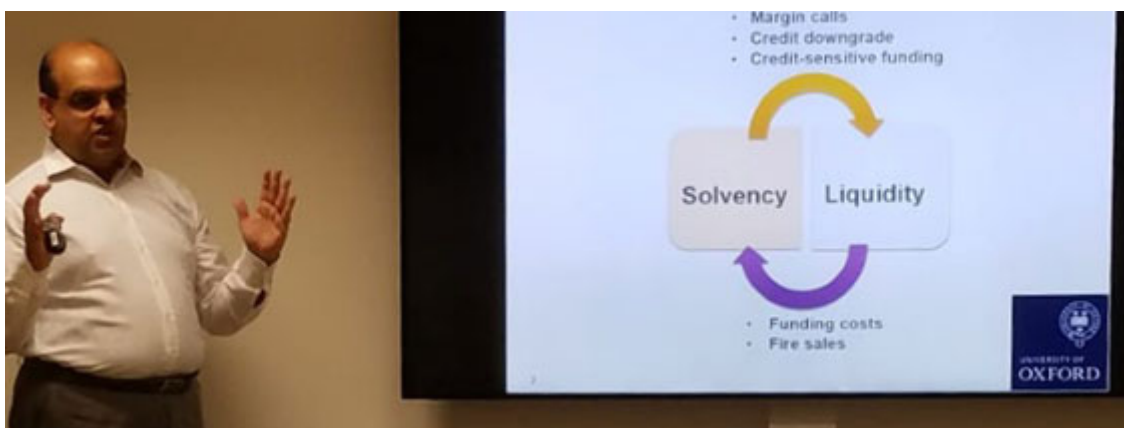 • Margin calls
• Credit downgrade
• Credit-sensitive funding
Solvency
Liquidity
• Funding costs
• Fire sales
UNIVERSITY OF
OXFORD